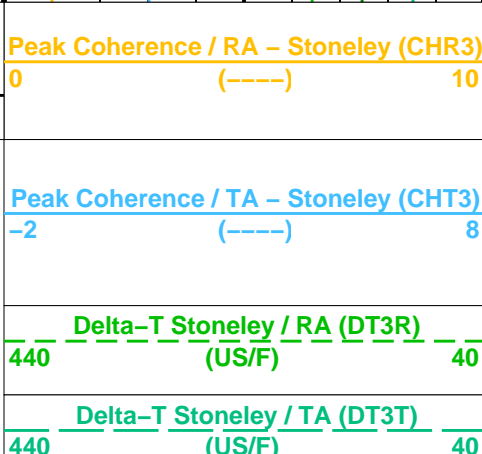 Peak Coherence / RA – Stoneley (CHR3)
0 (----) 10
Peak Coherence / TA – Stoneley (CHT3)
–2 (----) 8
Delta–T Stoneley / RA (DT3R)
440 (US/F) 40
Delta–T Stoneley / TA (DT3T)
440 (US/F) 40